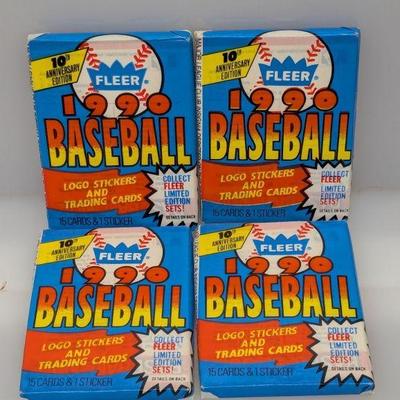 10TH
ANNIVERSARY
EDITION
FLEER
1990
BASEBALL
LOGO STICKERS
AND
TRADING CARDS
COLLECT
FLEER
LIMITED
EDITION
SETS!
DETAILS ON BACK
15 CARDS & 1 STICKER
10TH
ANNIVERSARY
EDITION
FLEER
1990
BASEBALL
LOGO STICKERS
AND
TRADING CARDS
COLLECT
FLEER
LIMITED
EDITION
SETS!
DETAILS ON BACK
15 CARDS & 1 STICKER
10TH
ANNIVERSARY
EDITION
FLEER
1990
BASEBALL
LOGO STICKERS
AND
TRADING CARDS
COLLECT
FLEER
LIMITED
EDITION
SETS!
DETAILS ON BACK
15 CARDS & 1 STICKER
10TH
ANNIVERSARY
EDITION
FLEER
1990
BASEBALL
LOGO STICKERS
AND
TRADING CARDS
COLLECT
FLEER
LIMITED
EDITION
SETS!
DETAILS ON BACK
15 CARDS & 1 STICKER